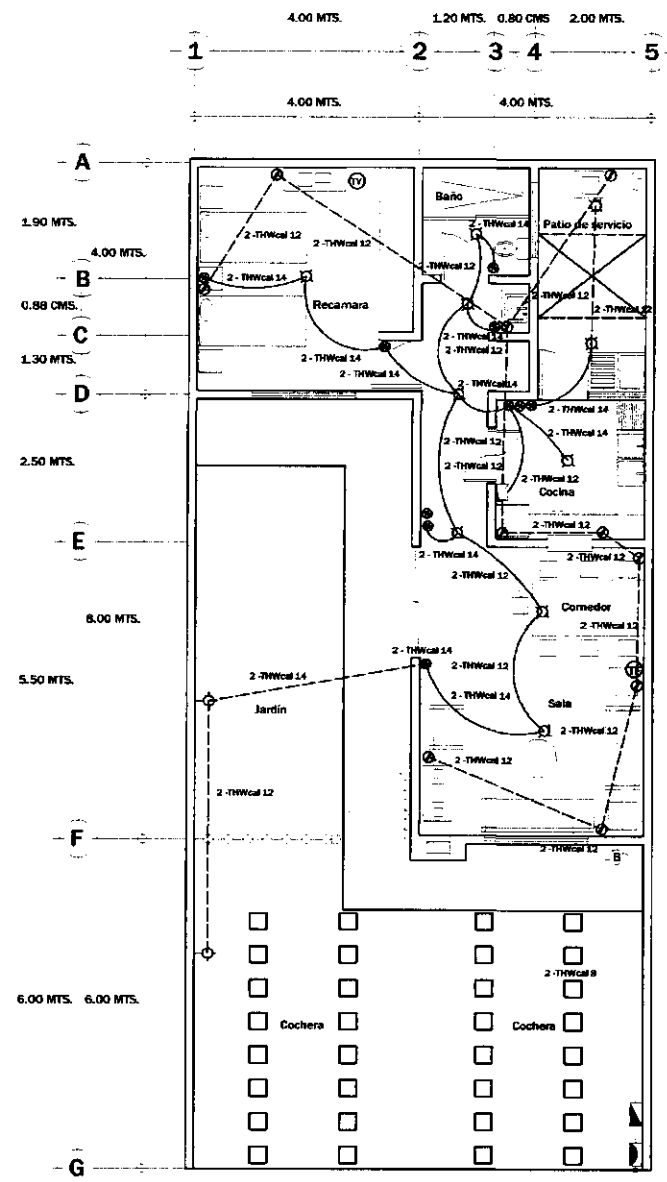 4.00 MTS. 1.20 MTS. 0.80 CMS 2.00 MTS.
1 2 3 4 5
4.00 MTS. 4.00 MTS.
A
TV
Baño
2 -THWcal 14
Patio de servicio
1.90 MTS.
2 -THWcal 12
2 -THWcal 12
4.00 MTS.
2 -THWcal 12
B
2 -THWcal 14
2 -THWcal 12
0.88 CMS.
Recamara
2 -THWcal 12
C
2 - THWcal 14
2 -THWcal 12
1.30 MTS.
2 -THWcal 14
2 -THWcal 14
2 -THWcal 14
D
2 -THWcal 14
2 -THWcal 12
2 -THWcal 14
2.50 MTS.
2 -THWcal 12
2 -THWcal 12
Cocina
E
2 -THWcal 14
2 -THWcal 12
2 -THWcal 12
8.00 MTS.
Comedor
2 -THWcal 12
2 -THWcal 14
2 -THWcal 12
5.50 MTS.
2 -THWcal 14
2 -THWcal 14
Sala
Jardín
2 -THWcal 12
2 -THWcal 12
2 -THWcal 12
F
2 -THWcal 12
B
2 -THWcal 8
6.00 MTS. 6.00 MTS.
Cochera Cochera
G